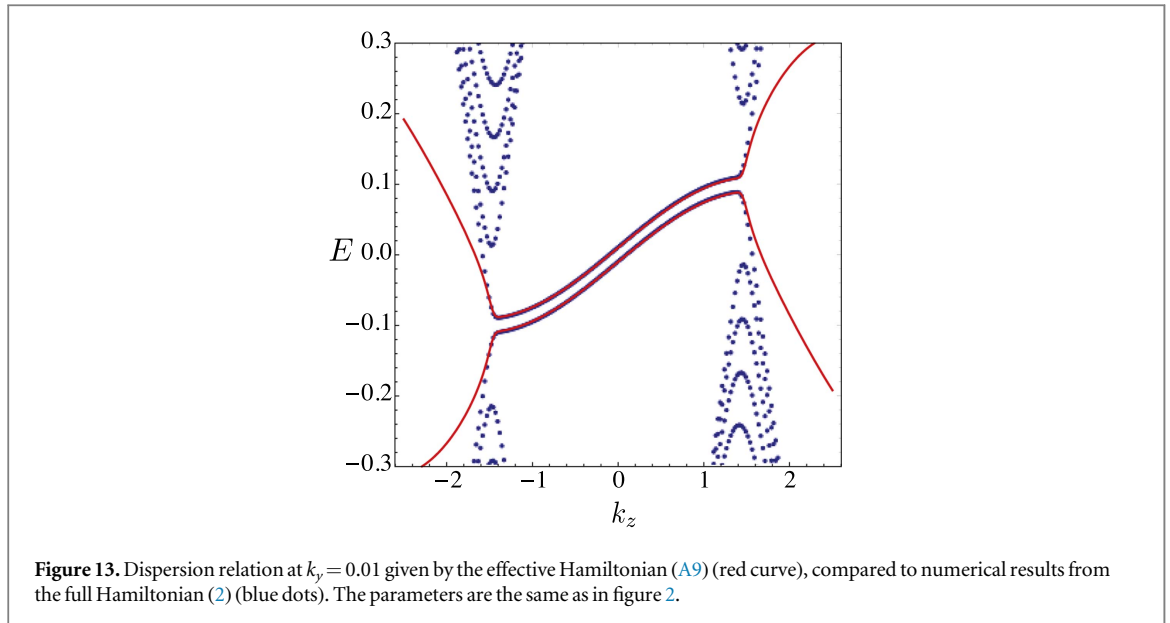 0.3
0.2
0.1
E 0.0
−0.1
−0.2
−0.3
−2 −1 0 1 2
k_z
Figure 13. Dispersion relation at k_y = 0.01 given by the effective Hamiltonian (A9) (red curve), compared to numerical results from
the full Hamiltonian (2) (blue dots). The parameters are the same as in figure 2.